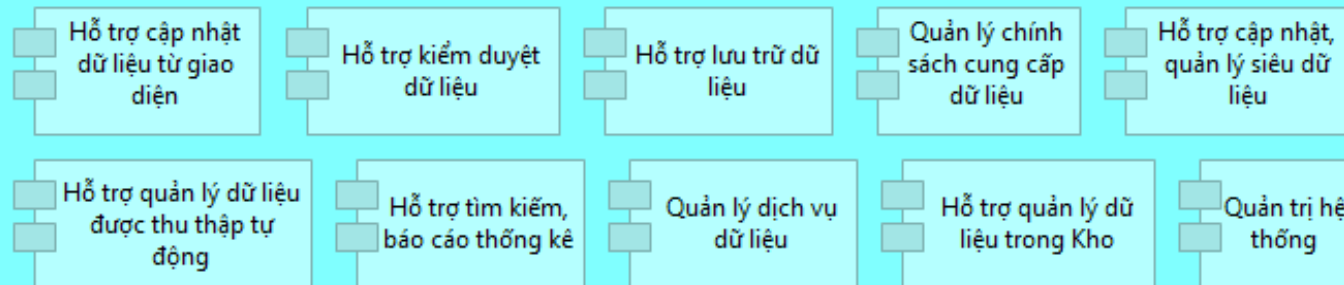 Hỗ trợ cập nhật
dữ liệu từ giao
diện
Hỗ trợ kiểm duyệt
dữ liệu
Hỗ trợ lưu trữ dữ
liệu
Quản lý chính
sách cung cấp
dữ liệu
Hỗ trợ cập nhật,
quản lý siêu dữ
liệu
Hỗ trợ quản lý dữ liệu
được thu thập tự
động
Hỗ trợ tìm kiếm,
báo cáo thống kê
Quản lý dịch vụ
dữ liệu
Hỗ trợ quản lý dữ
liệu trong Kho
Quản trị hệ
thống